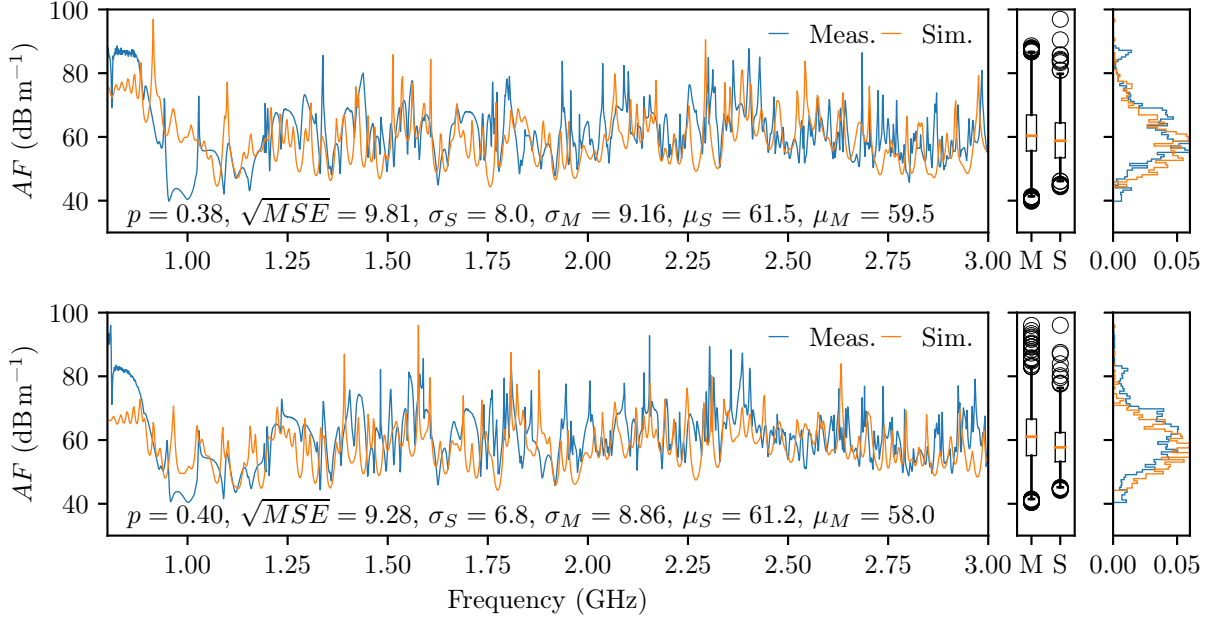 100
80
60
40
AF (dB m⁻¹)
Meas. Sim.
p = 0.38, √MSE = 9.81, σ_S = 8.0, σ_M = 9.16, μ_S = 61.5, μ_M = 59.5
1.00 1.25 1.50 1.75 2.00 2.25 2.50 2.75 3.00
M S
0.00 0.05
100
80
60
40
AF (dB m⁻¹)
Meas. Sim.
p = 0.40, √MSE = 9.28, σ_S = 6.8, σ_M = 8.86, μ_S = 61.2, μ_M = 58.0
1.00 1.25 1.50 1.75 2.00 2.25 2.50 2.75 3.00
M S
0.00 0.05
Frequency (GHz)